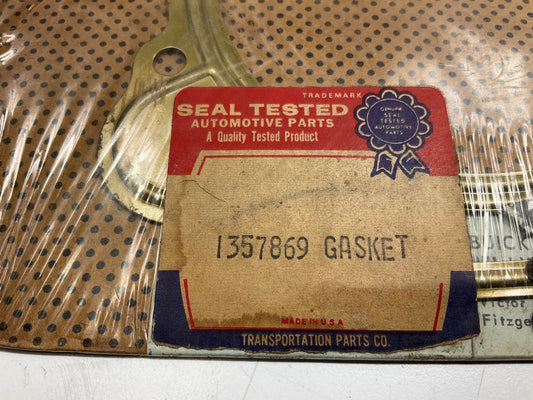 TRADEMARK
SEAL TESTED
AUTOMOTIVE PARTS
A Quality Tested Product
GENUINE
SEAL
TESTED
AUTOMOTIVE
PARTS
1357869 GASKET
BUICK
Victor
Fitzge
MADE IN U.S.A.
TRANSPORTATION PARTS CO.